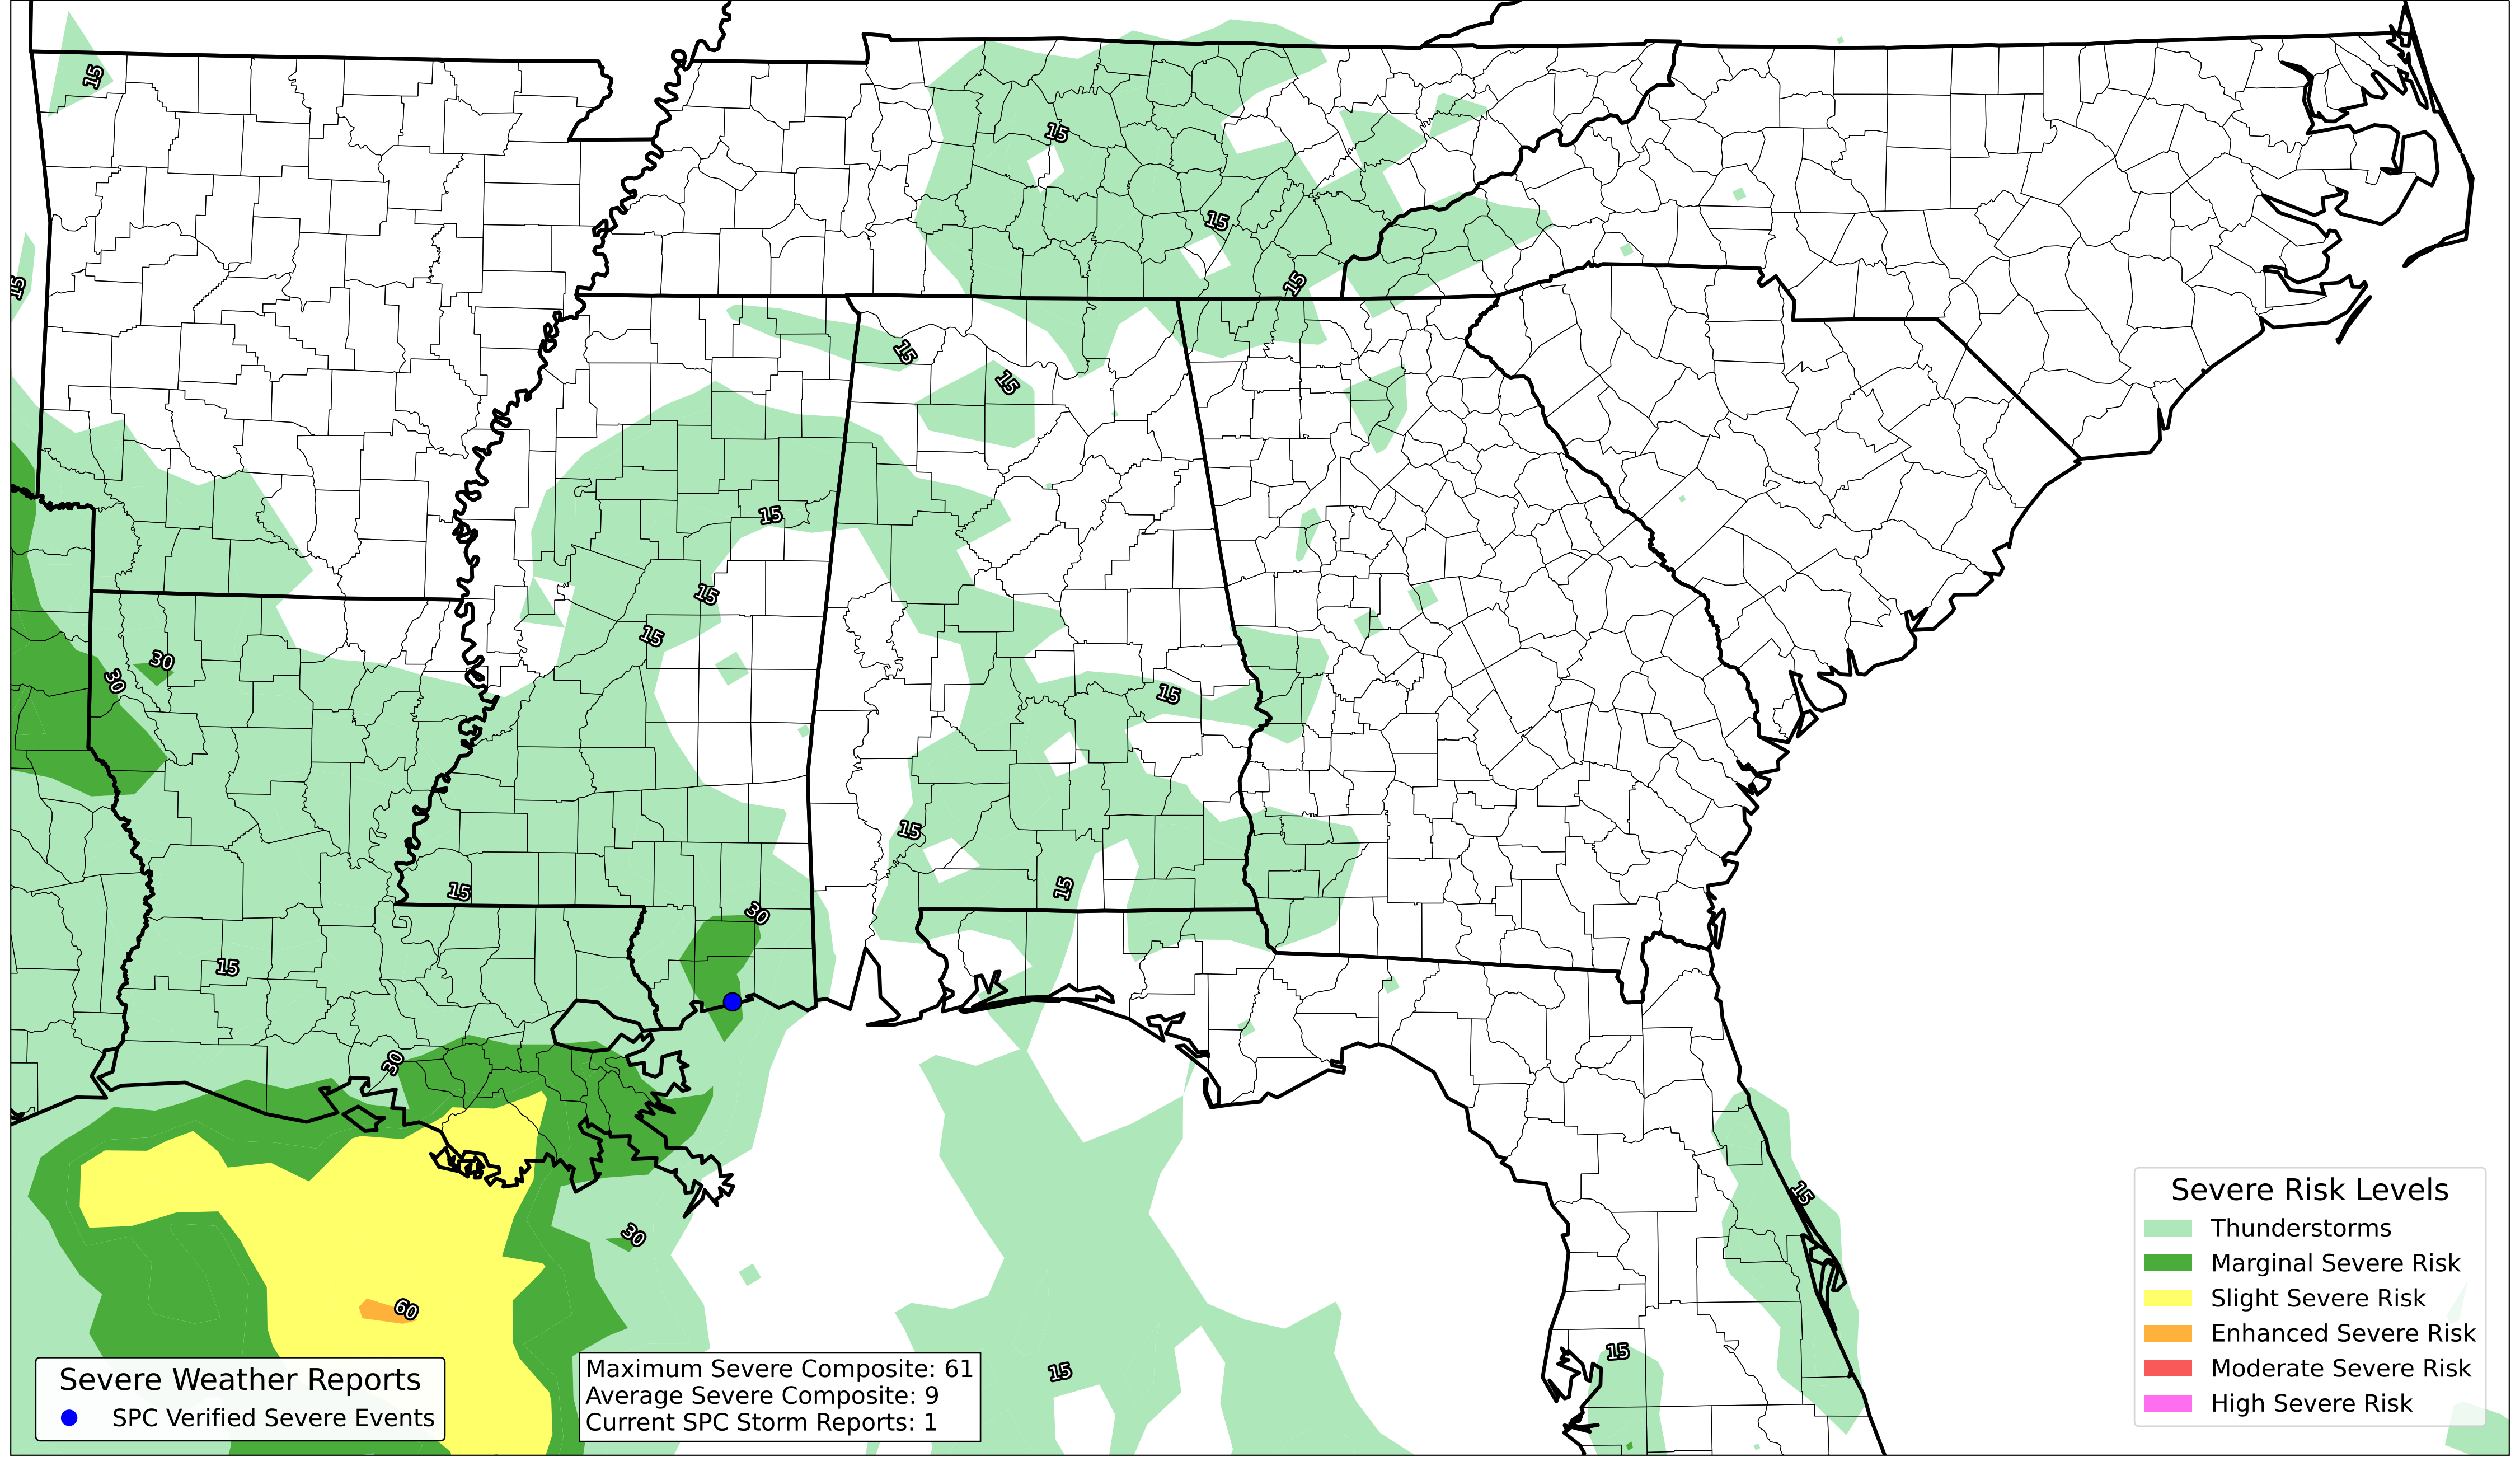 15
15
15
15
15
15
15
15
15
15
30
30
15
15
15
15
30
15
30
15
30
60
15
15
Severe Weather Reports
SPC Verified Severe Events
Maximum Severe Composite: 61
Average Severe Composite: 9
Current SPC Storm Reports: 1
15
Severe Risk Levels
Thunderstorms
Marginal Severe Risk
Slight Severe Risk
Enhanced Severe Risk
Moderate Severe Risk
High Severe Risk